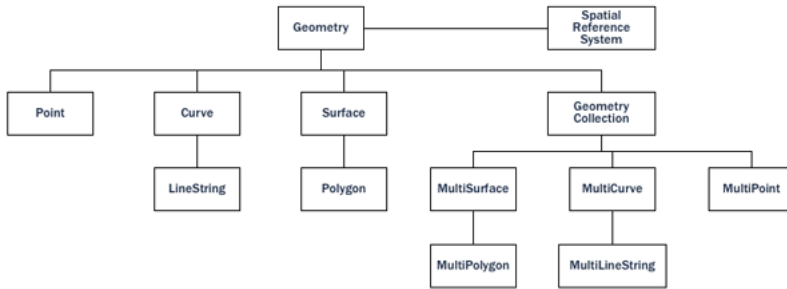 Geometry
Spatial
Reference
System
Point
Curve
Surface
Geometry
Collection
LineString
Polygon
MultiSurface
MultiCurve
MultiPoint
MultiPolygon
MultiLineString